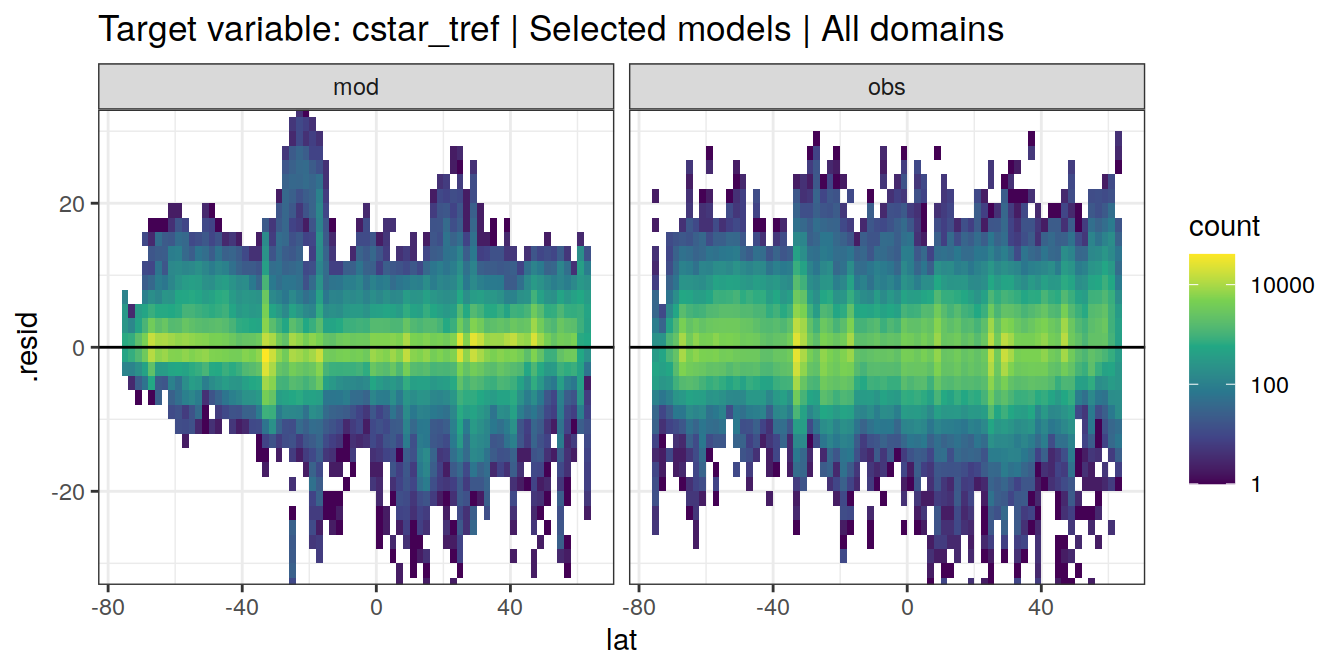 Target variable: cstar_tref | Selected models | All domains
mod
obs
.resid
20
0
-20
-80
-40
0
40
-80
-40
0
40
lat
count
10000
100
1